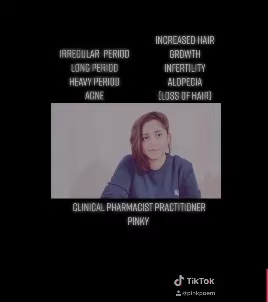 IRREGULAR PERIOD
LONG PERIOD
HEAVY PERIOD
ACNE
INCREASED HAIR
GROWTH
INFERTILITY
ALOPECIA
(LOSS OF HAIR)
CLINICAL PHARMACIST PRACTITIONER
PINKY
TikTok
@pinkpoem